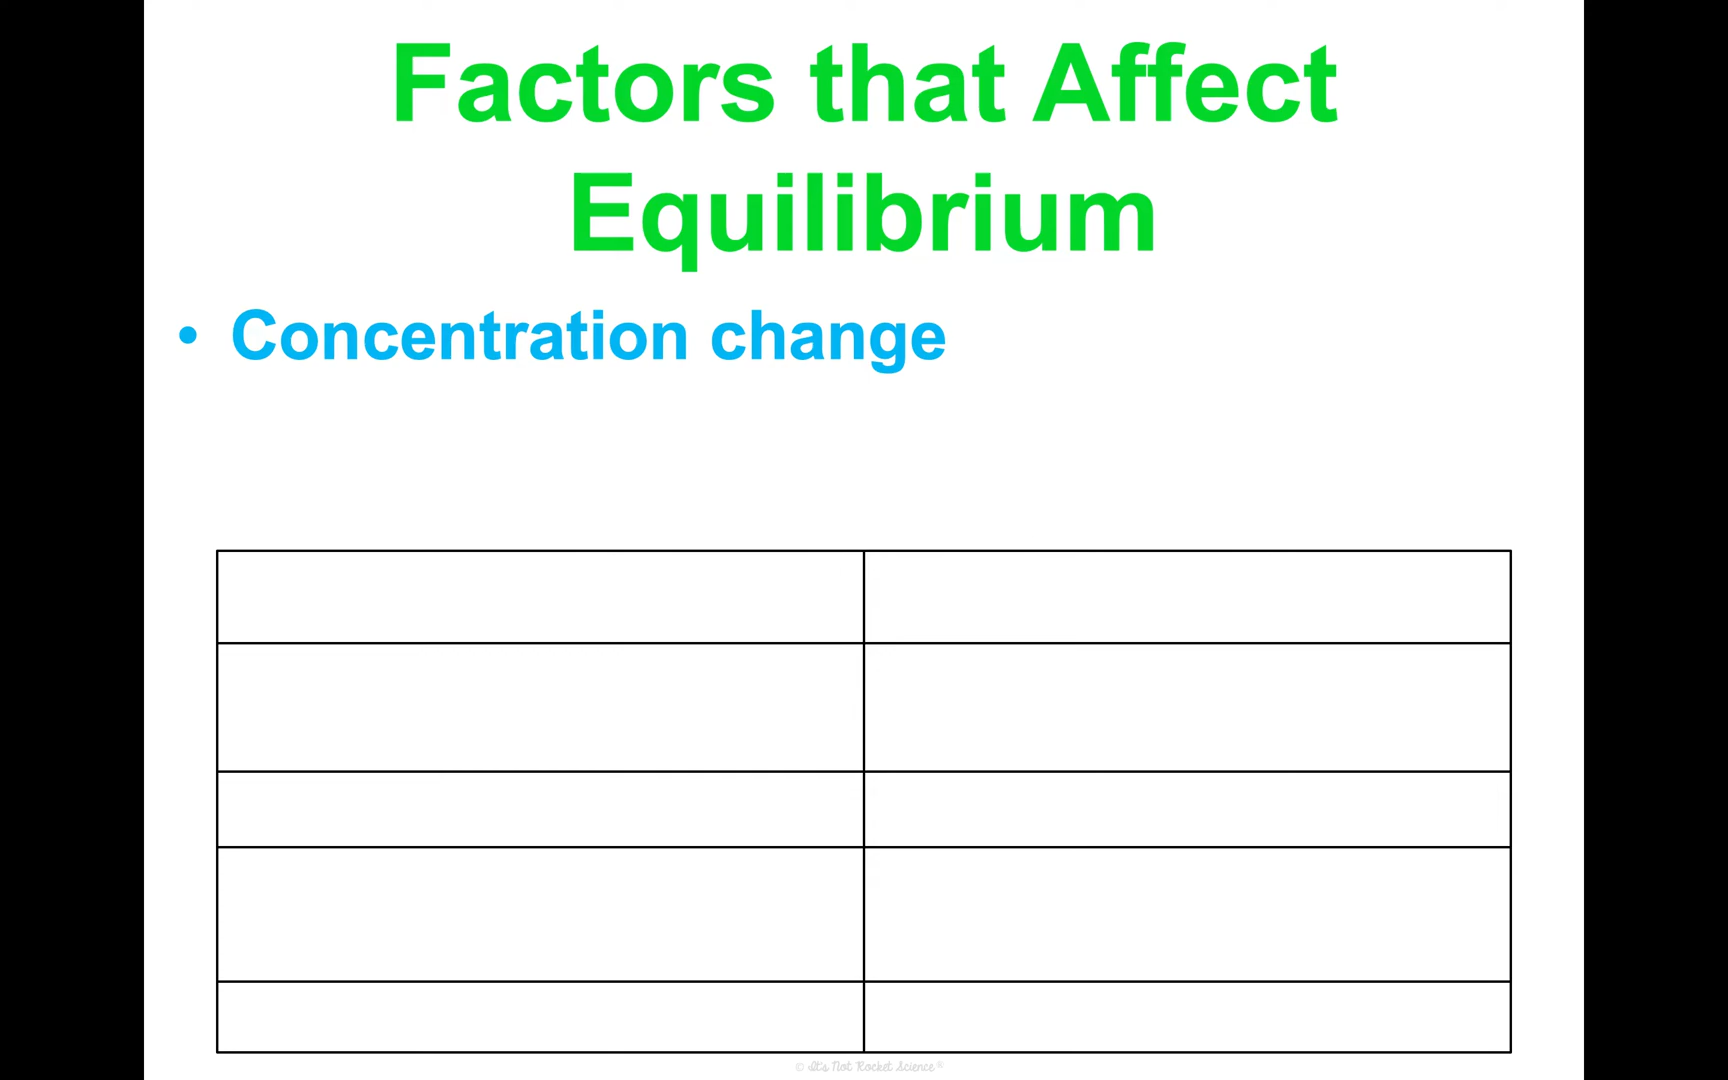 Factors that Affect
Equilibrium
• Concentration change
© It's Not Rocket Science®